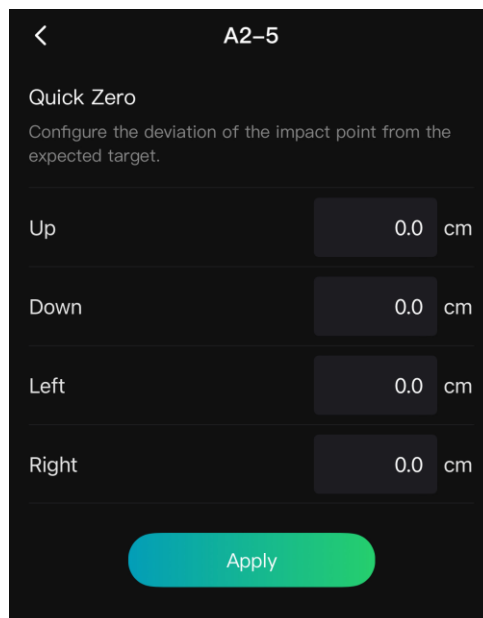 A2-5
Quick Zero
Configure the deviation of the impact point from the
expected target.
Up 0.0 cm
Down 0.0 cm
Left 0.0 cm
Right 0.0 cm
Apply